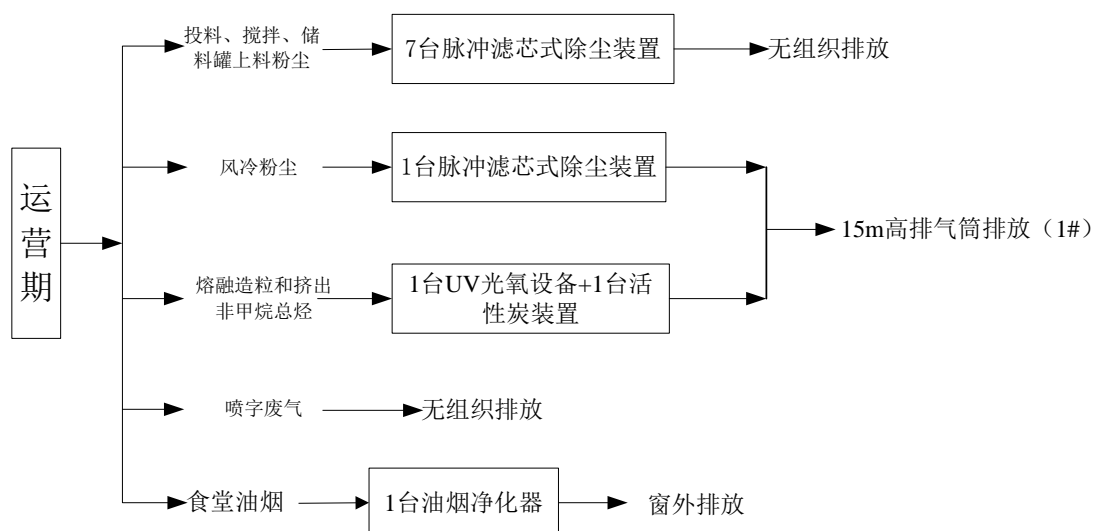 投料、搅拌、储
料罐上料粉尘
7台脉冲滤芯式除尘装置
无组织排放
运
营
期
风冷粉尘
1台脉冲滤芯式除尘装置
15m高排气筒排放（1#）
熔融造粒和挤出
非甲烷总烃
1台UV光氧设备+1台活
性炭装置
喷字废气
无组织排放
食堂油烟
1台油烟净化器
窗外排放